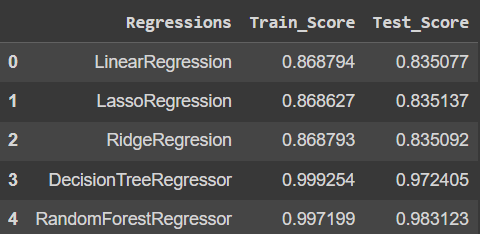 Regressions Train_Score Test_Score
0 LinearRegression 0.868794 0.835077
1 LassoRegression 0.868627 0.835137
2 RidgeRegresion 0.868793 0.835092
3 DecisionTreeRegressor 0.999254 0.972405
4 RandomForestRegressor 0.997199 0.983123